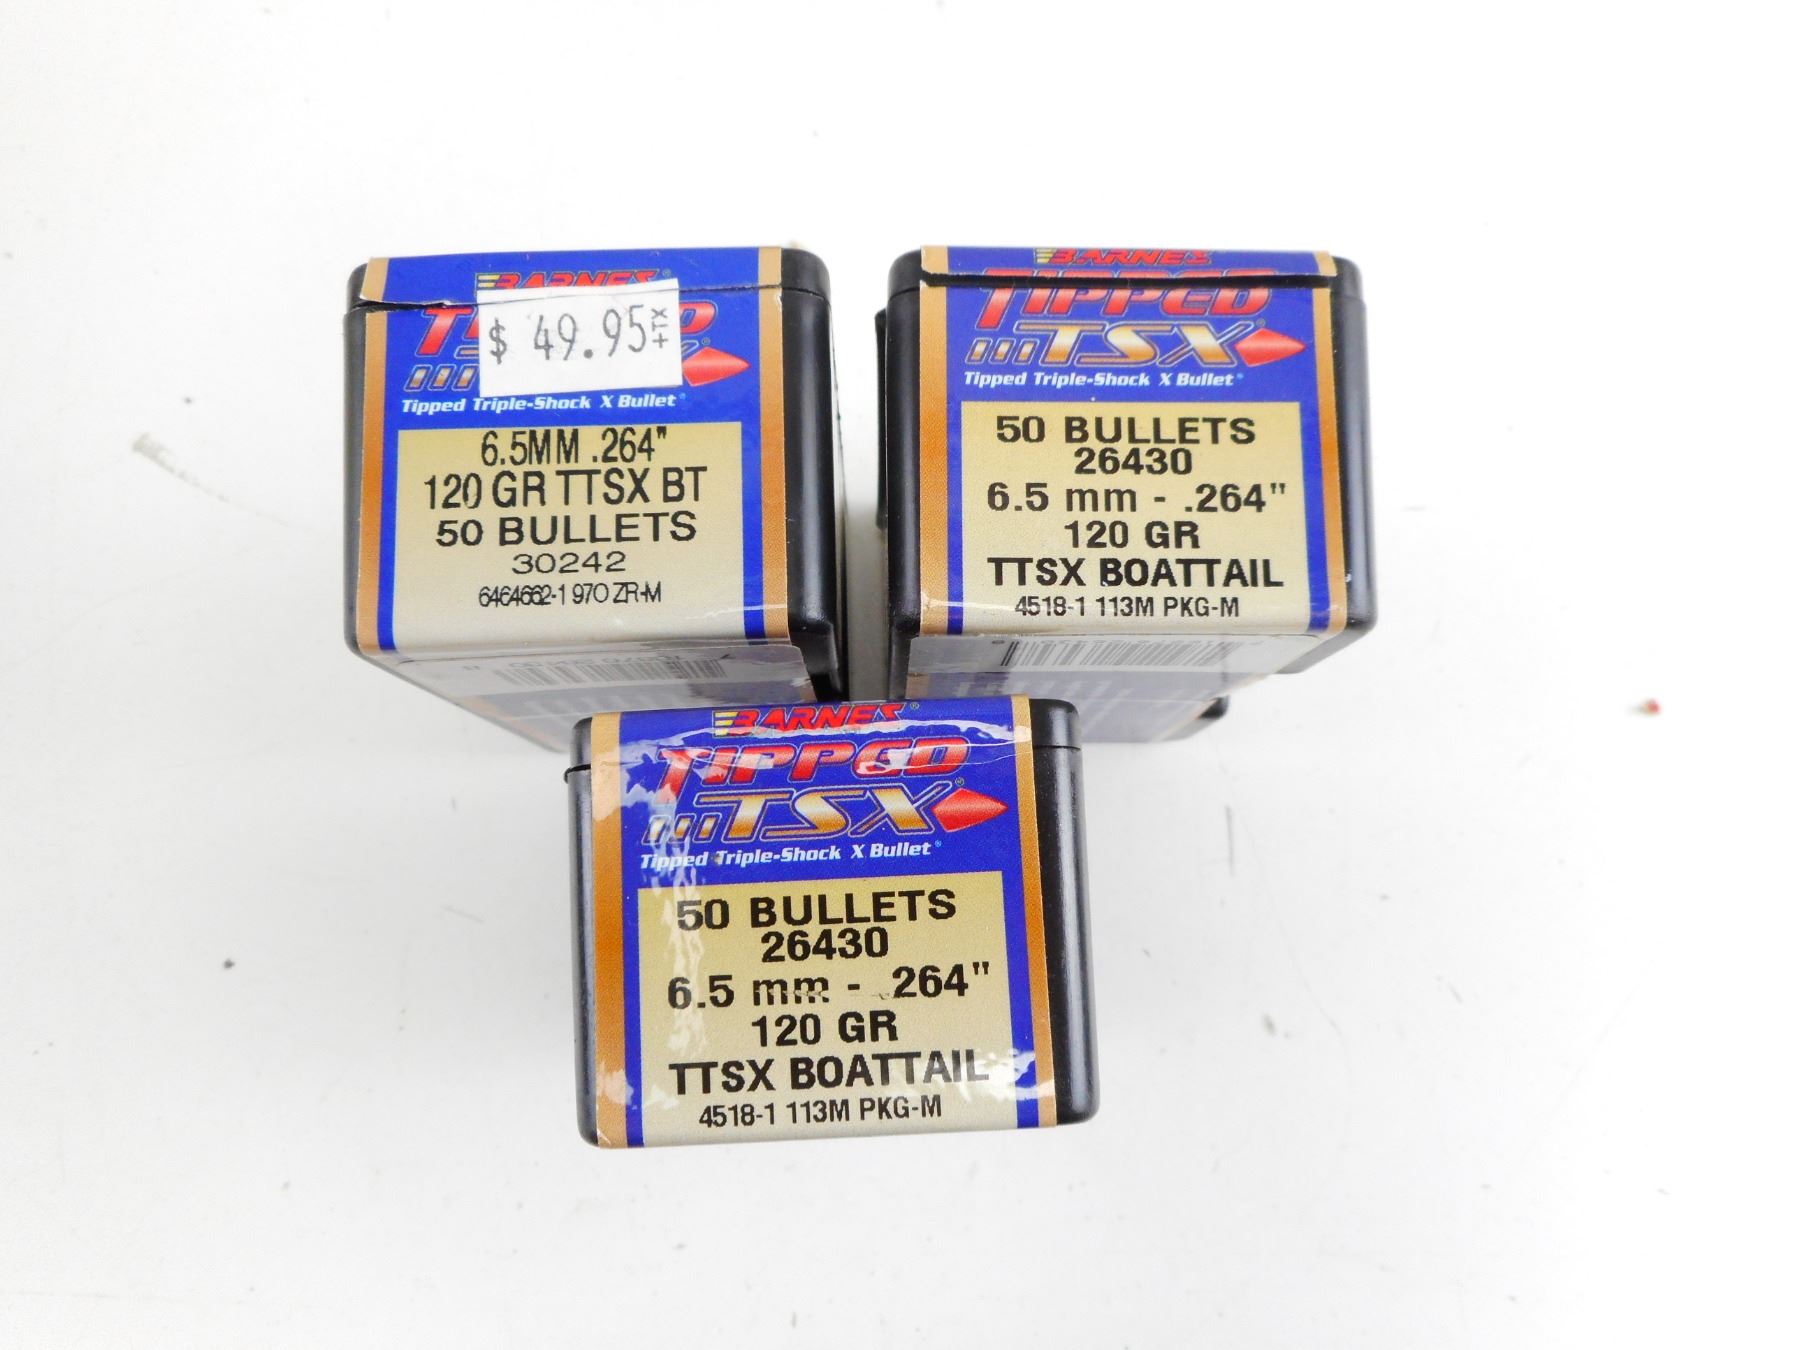 BARNES®
$ 49.95 +TX
Tipped Triple-Shock X Bullet®
6.5MM .264"
120 GR TTSX BT
50 BULLETS
30242
6464662-1 970 ZR-M
BARNES
TIPPED
TSX®
Tipped Triple-Shock X Bullet®
50 BULLETS
26430
6.5 mm - .264"
120 GR
TTSX BOATTAIL
4518-1 113M PKG-M
BARNES®
TIPPED
TSX®
Tipped Triple-Shock X Bullet®
50 BULLETS
26430
6.5 mm - .264"
120 GR
TTSX BOATTAIL
4518-1 113M PKG-M